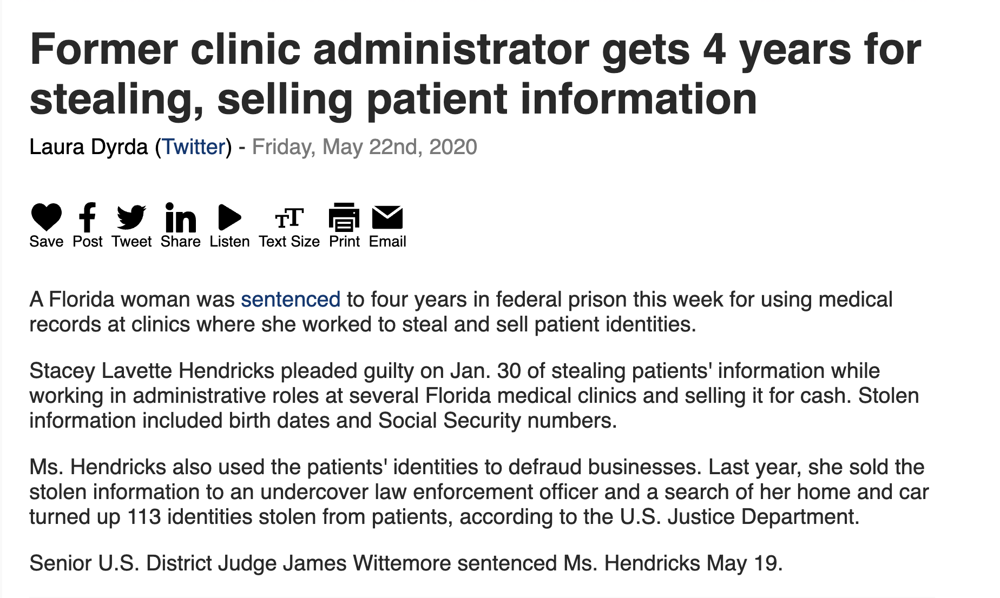 Former clinic administrator gets 4 years for
stealing, selling patient information
Laura Dyrda (Twitter) - Friday, May 22nd, 2020
Save Post Tweet Share Listen Text Size Print Email
A Florida woman was sentenced to four years in federal prison this week for using medical
records at clinics where she worked to steal and sell patient identities.
Stacey Lavette Hendricks pleaded guilty on Jan. 30 of stealing patients' information while
working in administrative roles at several Florida medical clinics and selling it for cash. Stolen
information included birth dates and Social Security numbers.
Ms. Hendricks also used the patients' identities to defraud businesses. Last year, she sold the
stolen information to an undercover law enforcement officer and a search of her home and car
turned up 113 identities stolen from patients, according to the U.S. Justice Department.
Senior U.S. District Judge James Wittemore sentenced Ms. Hendricks May 19.